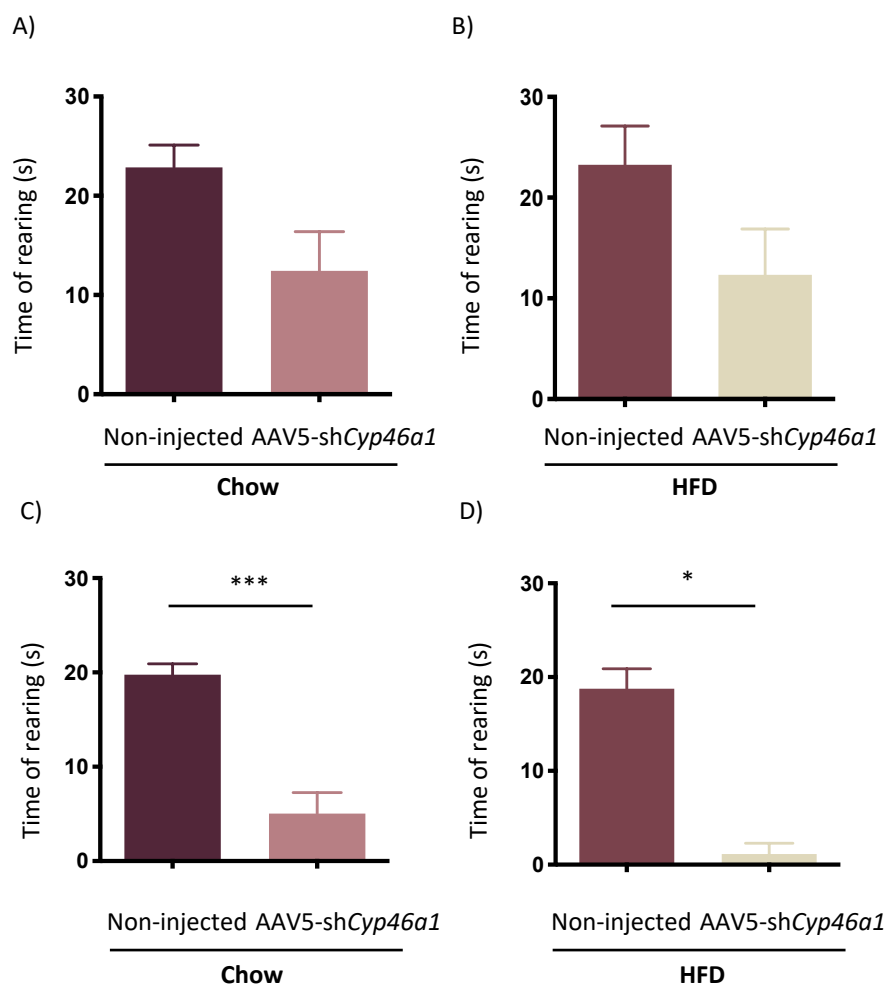 A)
30
20
10
0
Time of rearing (s)
Non-injected AAV5-shCyp46a1
Chow
B)
30
20
10
0
Time of rearing (s)
Non-injected AAV5-shCyp46a1
HFD
C)
30
20
10
0
Time of rearing (s)
***
Non-injected AAV5-shCyp46a1
Chow
D)
30
20
10
0
Time of rearing (s)
*
Non-injected AAV5-shCyp46a1
HFD